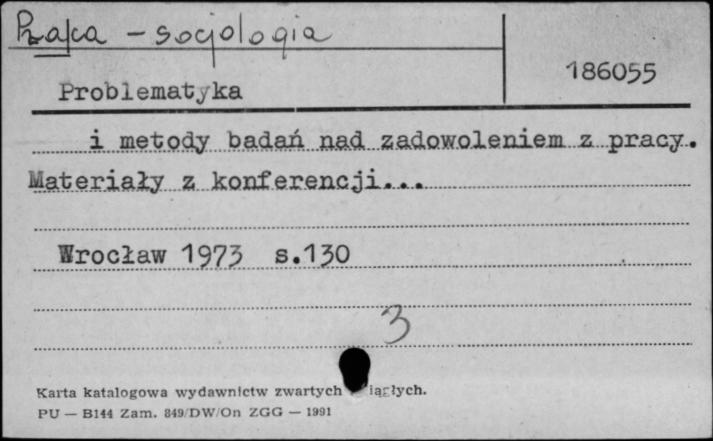 Praca - socjologia
186055
Problematyka
i metody badań nad zadowoleniem z pracy.
Materiały z konferencji...
Wrocław 1973 s.130
3
Karta katalogowa wydawnictw zwartych
PU — B144 Zam. 849/DW/On ZGG — 1991